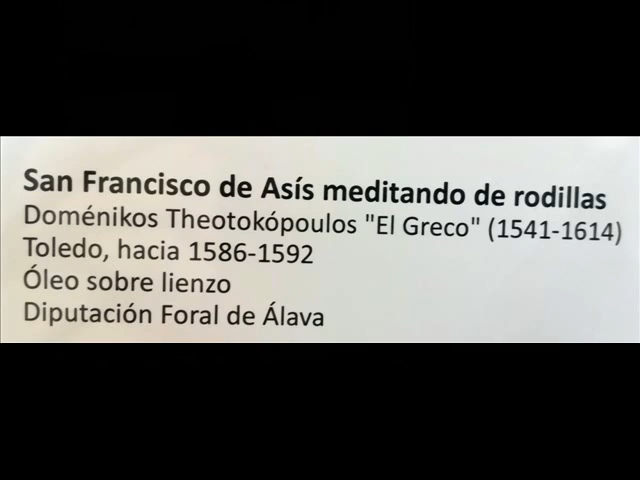 San Francisco de Asís meditando de rodillas
Doménikos Theotokópoulos "El Greco" (1541-1614)
Toledo, hacia 1586-1592
Óleo sobre lienzo
Diputación Foral de Álava